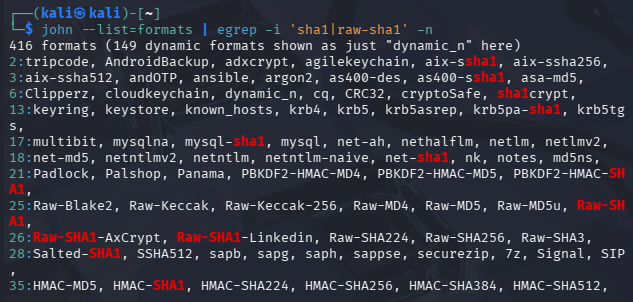 ┌──(kali㉿kali)-[~]
└─$ john --list=formats | egrep -i 'sha1|raw-sha1' -n
416 formats (149 dynamic formats shown as just "dynamic_n" here)
2:tripcode, AndroidBackup, adxcrypt, agilekeychain, aix-ssha1, aix-ssha256,
3:aix-ssha512, andOTP, ansible, argon2, as400-des, as400-ssha1, asa-md5,
6:Clipperz, cloudkeychain, dynamic_n, cq, CRC32, cryptoSafe, sha1crypt,
13:keyring, keystore, known_hosts, krb4, krb5, krb5asrep, krb5pa-sha1, krb5tg
s,
17:multibit, mysqlna, mysql-sha1, mysql, net-ah, nethalflm, netlm, netlmv2,
18:net-md5, netntlmv2, netntlm, netntlm-naive, net-sha1, nk, notes, md5ns,
21:Padlock, Palshop, Panama, PBKDF2-HMAC-MD4, PBKDF2-HMAC-MD5, PBKDF2-HMAC-SH
A1,
25:Raw-Blake2, Raw-Keccak, Raw-Keccak-256, Raw-MD4, Raw-MD5, Raw-MD5u, Raw-SH
A1,
26:Raw-SHA1-AxCrypt, Raw-SHA1-Linkedin, Raw-SHA224, Raw-SHA256, Raw-SHA3,
28:Salted-SHA1, SSHA512, sapb, sapg, saph, sappse, securezip, 7z, Signal, SIP
,
35:HMAC-MD5, HMAC-SHA1, HMAC-SHA224, HMAC-SHA256, HMAC-SHA384, HMAC-SHA512,